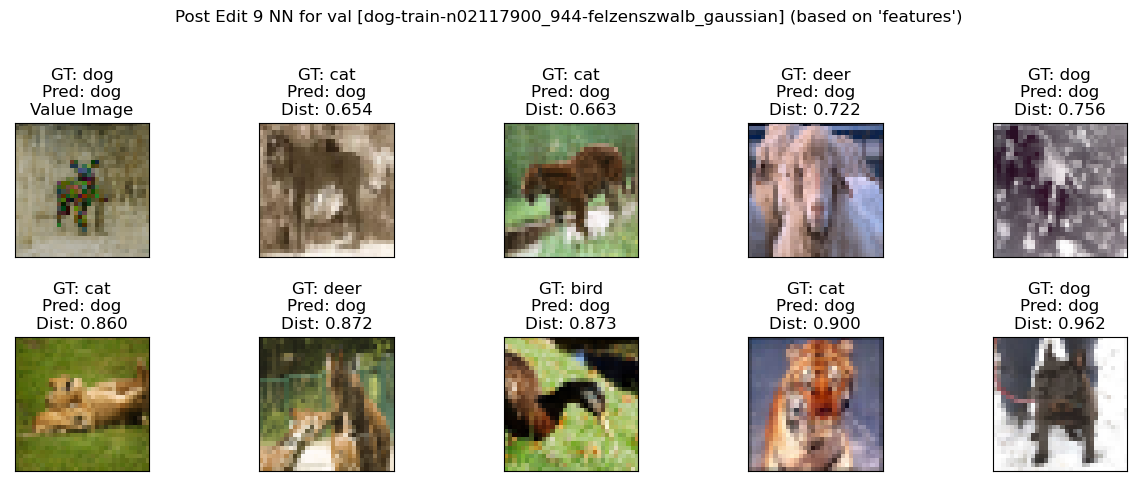 Post Edit 9 NN for val [dog-train-n02117900_944-felzenszwalb_gaussian] (based on 'features')
GT: dog
Pred: dog
Value Image
GT: cat
Pred: dog
Dist: 0.654
GT: cat
Pred: dog
Dist: 0.663
GT: deer
Pred: dog
Dist: 0.722
GT: dog
Pred: dog
Dist: 0.756
GT: cat
Pred: dog
Dist: 0.860
GT: deer
Pred: dog
Dist: 0.872
GT: bird
Pred: dog
Dist: 0.873
GT: cat
Pred: dog
Dist: 0.900
GT: dog
Pred: dog
Dist: 0.962